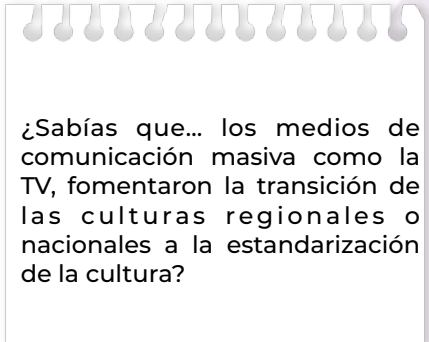 ¿Sabías que... los medios de
comunicación masiva como la
TV, fomentaron la transición de
las culturas regionales o
nacionales a la estandarización
de la cultura?